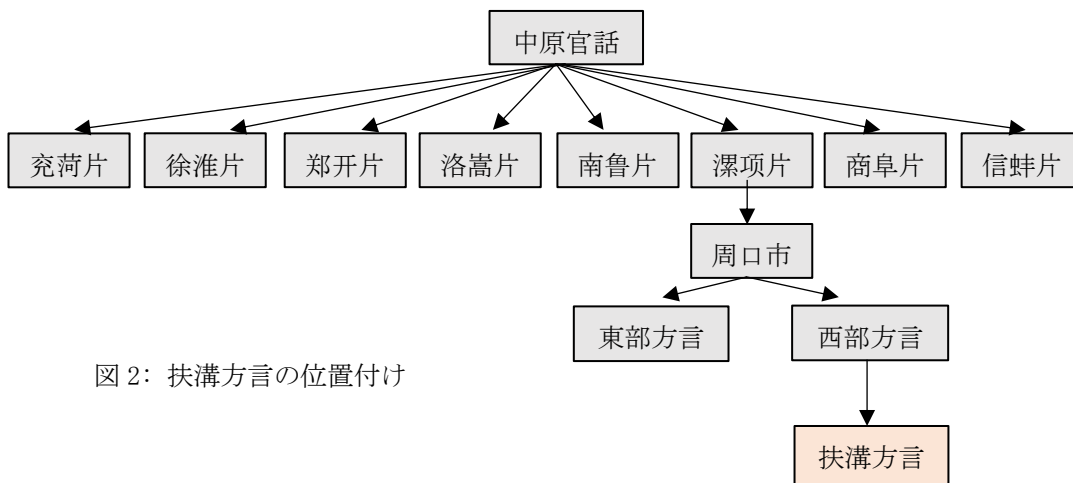 中原官話
兖菏片
徐淮片
郑开片
洛嵩片
南鲁片
漯项片
商阜片
信蚌片
周口市
東部方言
西部方言
図 2: 扶溝方言の位置付け
扶溝方言